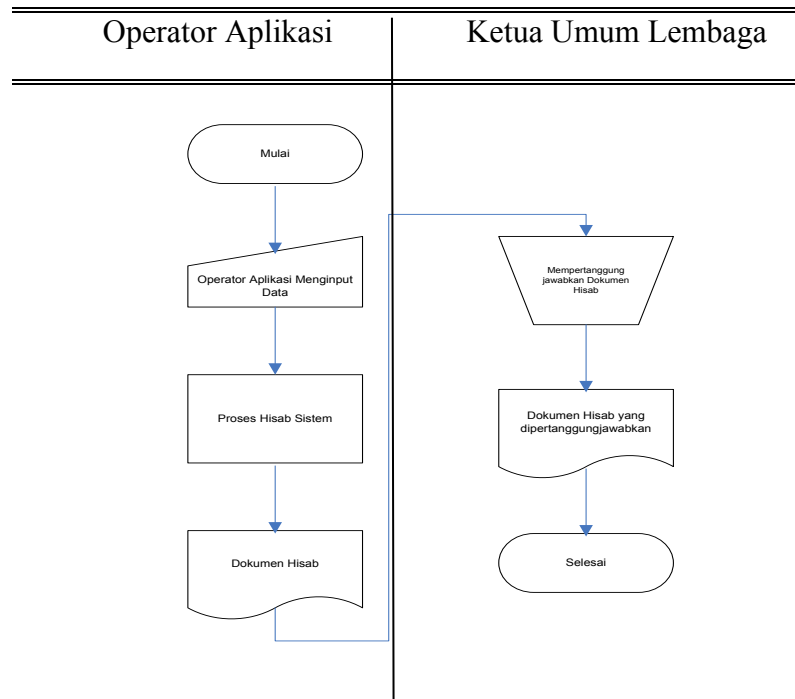 Operator Aplikasi
Ketua Umum Lembaga
Mulai
Operator Aplikasi Menginput
Data
Proses Hisab Sistem
Dokumen Hisab
Mempertanggung
jawabkan Dokumen
Hisab
Dokumen Hisab yang
dipertanggungjawabkan
Selesai